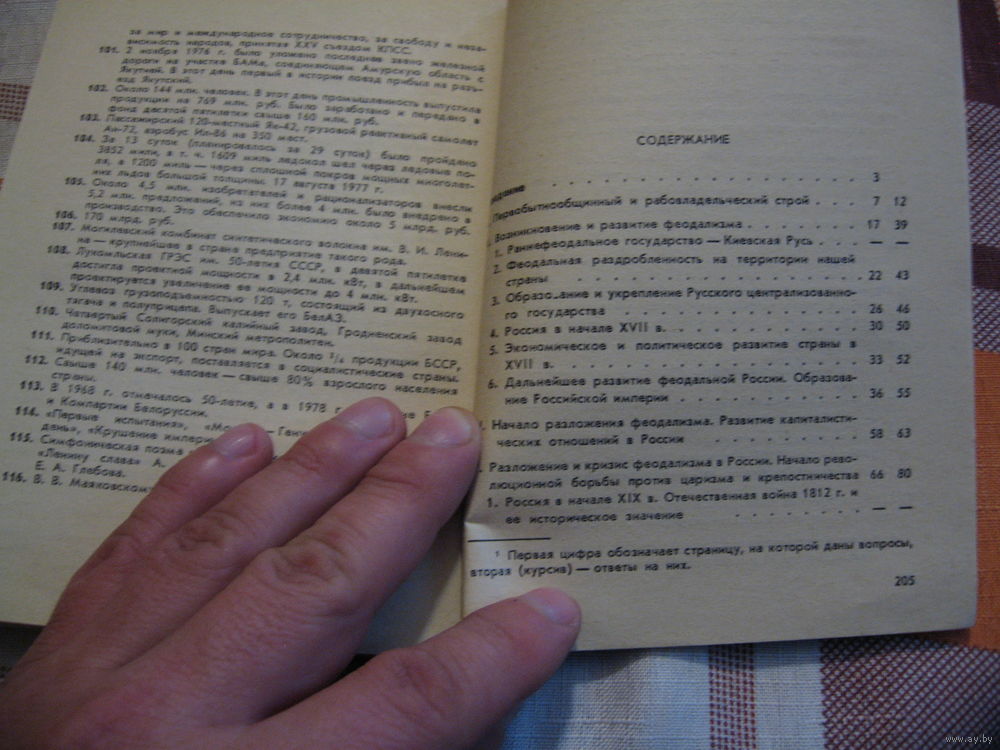 за мир и международное сотрудничество, за свободу и неза-
висимость народов, принятая XXV съездом КПСС.
101. 2 ноября 1976 г. было уложено последнее звено железной
дороги на участке БАМа, соединяющем Амурскую область с
Якутией. В этот день первый в истории поезд прибыл на разъ-
езд Якутский.
102. Около 144 млн. человек. В этот день промышленность выпустила
продукции на 769 млн. руб. Было заработано и передано в
фонд десятой пятилетки свыше 160 млн. руб.
103. Пассажирский 120-местный Як-42, грузовой реактивный самолет
Ан-72, аэробус Ил-86 на 350 мест.
104. За 13 суток (планировалось за 29 суток) было пройдено
3852 мили, в т. ч. 1609 миль ледокол шел через ледовые по-
ля, а 1200 миль — через сплошной покров мощных многолет-
них льдов большой толщины. 17 августа 1977 г.
105. Около 4,5 млн. изобретателей и рационализаторов внесли
5,2 млн. предложений, из них более 4 млн. было внедрено в
производство. Это обеспечило экономию около 5 млрд. руб.
106. 170 млрд. руб.
107. Могилевский комбинат синтетического волокна им. В. И. Лени-
на — крупнейшее в стране предприятие такого рода.
108. Лукомльская ГРЭС им. 50-летия СССР, в девятой пятилетке
достигла проектной мощности в 2,4 млн. кВт, в дальнейшем
проектируется увеличение ее мощности до 4 млн. кВт.
109. Углевоз грузоподъемностью 120 т, состоящий из двухосного
тягача и полуприцепа. Выпускает его БелАЗ.
110. Четвертый Солигорский калийный завод, Гродненский завод
доломитовой муки, Минский метрополитен.
111. Приблизительно в 100 стран мира. Около 3/4 продукции БССР,
идущей на экспорт, поставляется в социалистические страны.
112. Свыше 140 млн. человек — свыше 80% взрослого населения
страны.
113. В 1968 г. отмечалось 50-летие, а в 1978 г.
и Компартии Белоруссии.
114. «Первые испытания»,
день», «Крушение империи
115. Симфоническая поэма
«Ленину слава» А.
Е. А. Глебова.
116. В. В. Маяковском
СОДЕРЖАНИЕ
3
Первобытнообщинный и рабовладельческий строй . . . 7 12
Возникновение и развитие феодализма . . . . . . . 17 39
1. Раннефеодальное государство — Киевская Русь . . . — —
2. Феодальная раздробленность на территории нашей
страны . . . . . . . . . . . . 22 43
3. Образование и укрепление Русского централизованно-
го государства . . . . . . . . . . 26 46
4. Россия в начале XVII в. . . . . . . . . . 30 50
5. Экономическое и политическое развитие страны в
XVII в. . . . . . . . . . . . . 33 52
6. Дальнейшее развитие феодальной России. Образова-
ние Российской империи . . . . . . . . . 36 55
Начало разложения феодализма. Развитие капиталисти-
ческих отношений в России . . . . . . . 58 63
Разложение и кризис феодализма в России. Начало рево-
люционной борьбы против царизма и крепостничества 66 80
1. Россия в начале XIX в. Отечественная война 1812 г. и
ее историческое значение . . . . . . — —
1 Первая цифра обозначает страницу, на которой даны вопросы,
вторая (курсив) — ответы на них.
205
www.ay.by